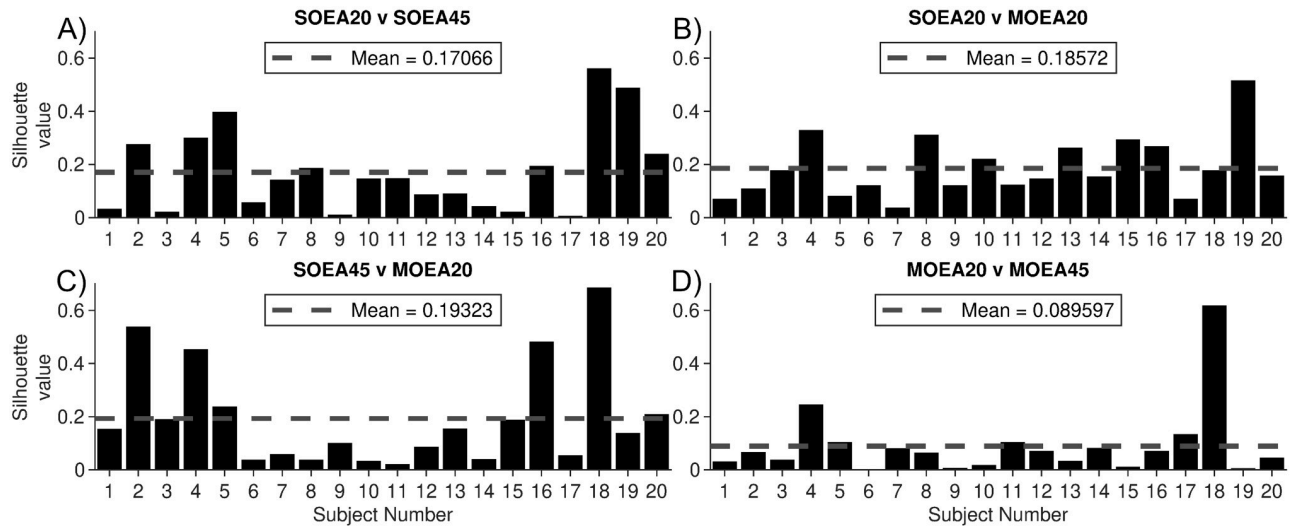 A)
SOEA20 v SOEA45
Mean = 0.17066
Silhouette
value
0.6
0.4
0.2
0
1 2 3 4 5 6 7 8 9 10 11 12 13 14 15 16 17 18 19 20
B)
SOEA20 v MOEA20
Mean = 0.18572
0.6
0.4
0.2
0
1 2 3 4 5 6 7 8 9 10 11 12 13 14 15 16 17 18 19 20
C)
SOEA45 v MOEA20
Mean = 0.19323
Silhouette
value
0.6
0.4
0.2
0
1 2 3 4 5 6 7 8 9 10 11 12 13 14 15 16 17 18 19 20
Subject Number
D)
MOEA20 v MOEA45
Mean = 0.089597
0.6
0.4
0.2
0
1 2 3 4 5 6 7 8 9 10 11 12 13 14 15 16 17 18 19 20
Subject Number